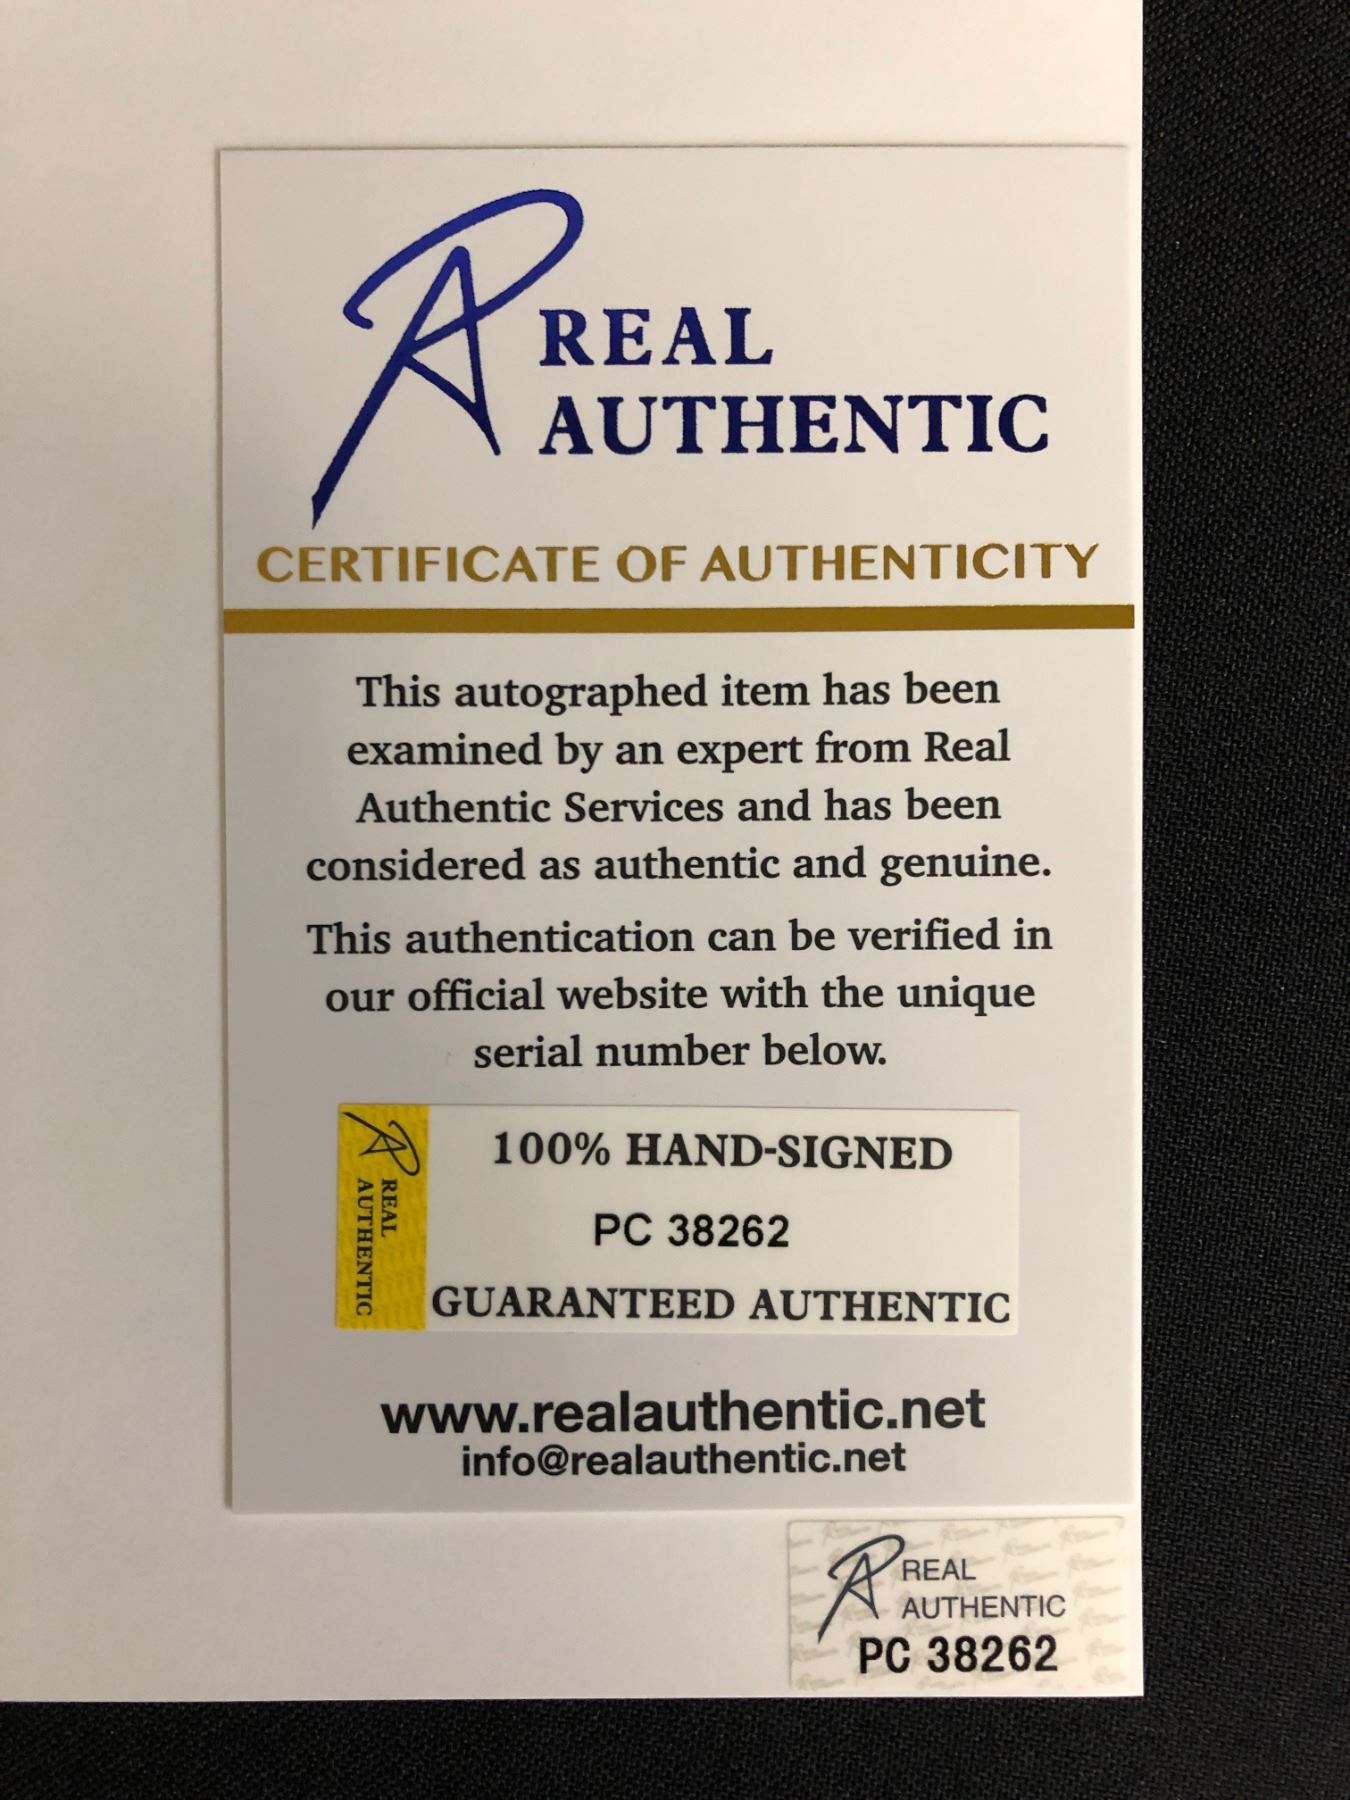 REAL
AUTHENTIC
CERTIFICATE OF AUTHENTICITY
This autographed item has been
examined by an expert from Real
Authentic Services and has been
considered as authentic and genuine.
This authentication can be verified in
our official website with the unique
serial number below.
REAL
AUTHENTIC
100% HAND-SIGNED
PC 38262
GUARANTEED AUTHENTIC
www.realauthentic.net
info@realauthentic.net
REAL
AUTHENTIC
PC 38262